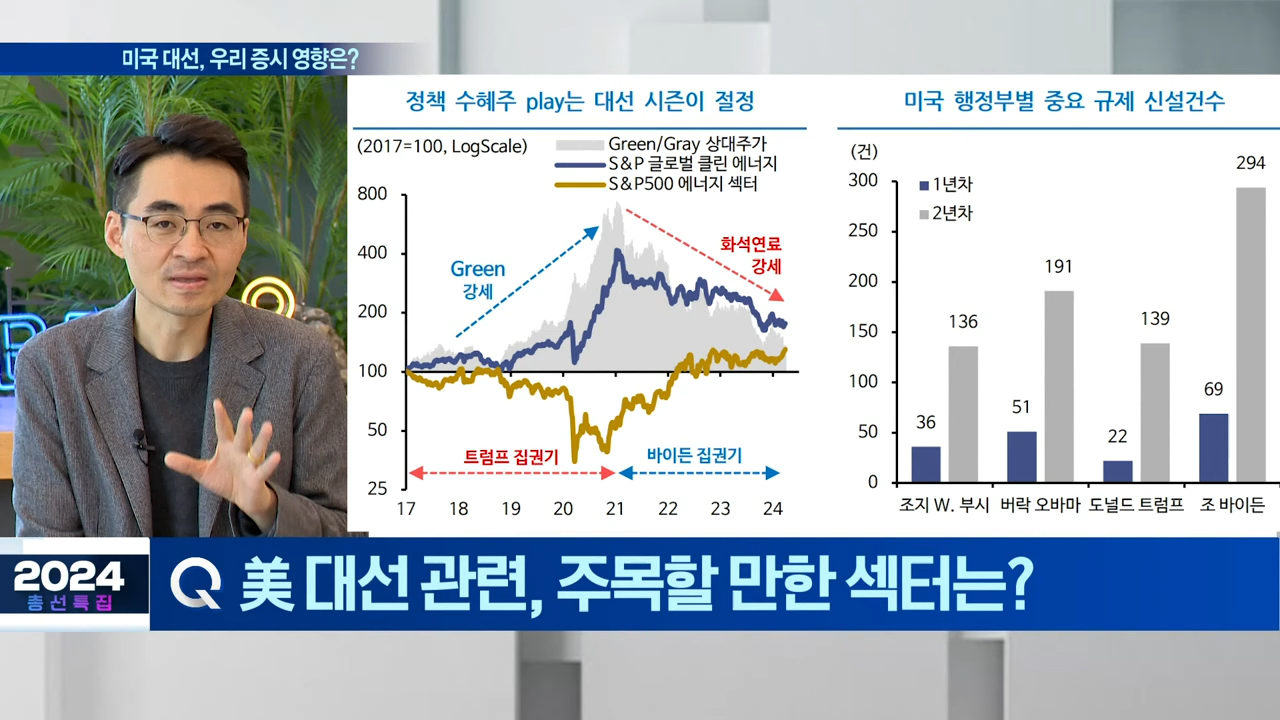 미국 대선, 우리 증시 영향은?
정책 수혜주 play는 대선 시즌이 절정
(2017=100, LogScale)
Green/Gray 상대주가
S&P 글로벌 클린 에너지
S&P500 에너지 섹터
800
400
200
100
50
25
Green
강세
화석연료
강세
트럼프 집권기
바이든 집권기
17 18 19 20 21 22 23 24
미국 행정부별 중요 규제 신설건수
(건)
1년차
2년차
300
250
200
150
100
50
0
36 136 51 191 22 139 69 294
조지 W. 부시 버락 오바마 도널드 트럼프 조 바이든
2024
총선특집
Q 美 대선 관련, 주목할 만한 섹터는?